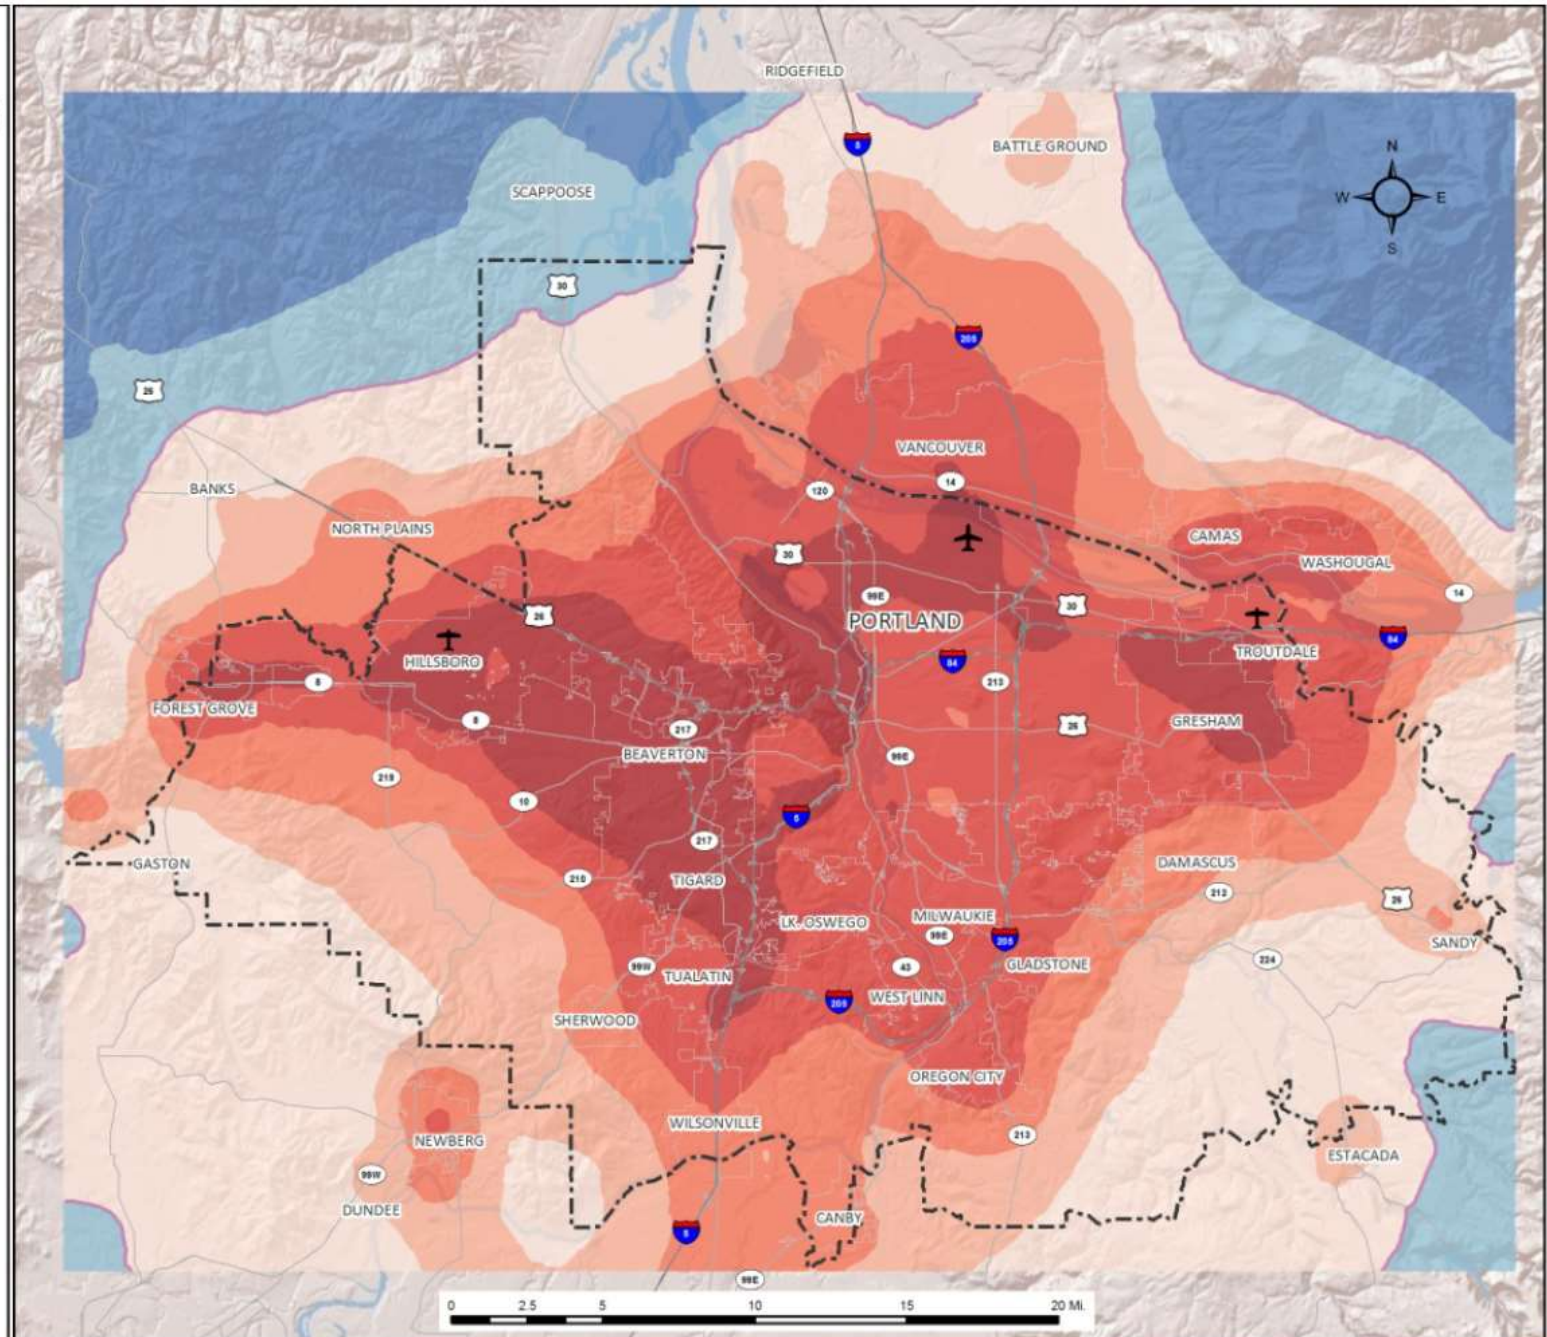 RIDGEFIELD
5
BATTLE GROUND
N
W E
S
SCAPPOOSE
30
205
26
VANCOUVER
14
BANKS
120
NORTH PLAINS
CAMAS
30
WASHOUGAL
14
99E
30
26
PORTLAND
84
HILLSBORO
TROUTDALE
84
8
213
FOREST GROVE
8
GRESHAM
26
217
BEAVERTON
99E
219
10
5
217
GASTON
DAMASCUS
210
TIGARD
212
26
LK. OSWEGO
MILWAUKIE
99E
205
SANDY
99W
43
GLADSTONE
224
TUALATIN
205
WEST LINN
SHERWOOD
OREGON CITY
WILSONVILLE
213
NEWBERG
ESTACADA
99W
DUNDEE
CANBY
5
99E
0 2.5 5 10 15 20 Mi.